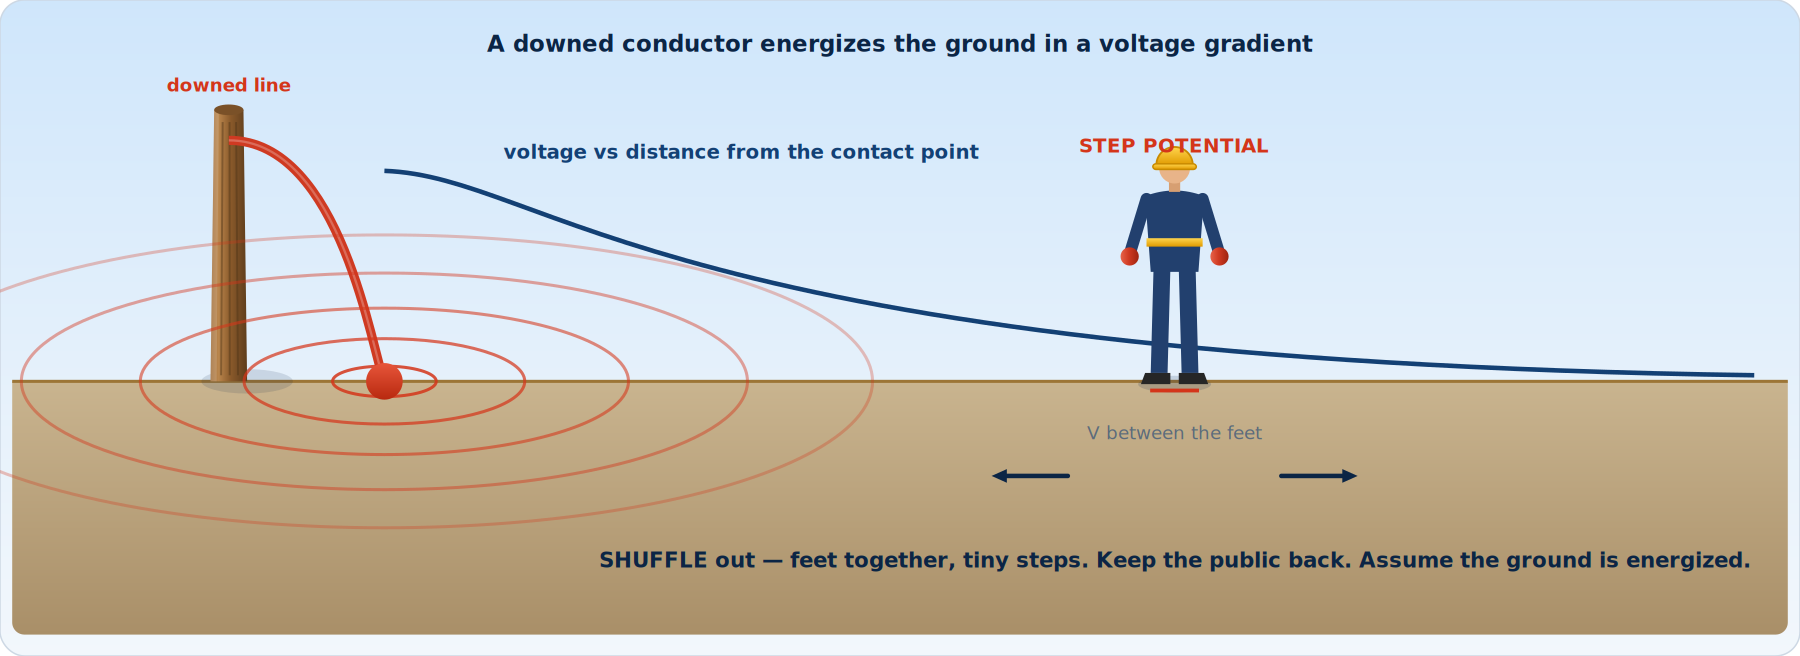 A downed conductor energizes the ground in a voltage gradient
downed line
voltage vs distance from the contact point
STEP POTENTIAL
V between the feet
SHUFFLE out — feet together, tiny steps. Keep the public back. Assume the ground is energized.